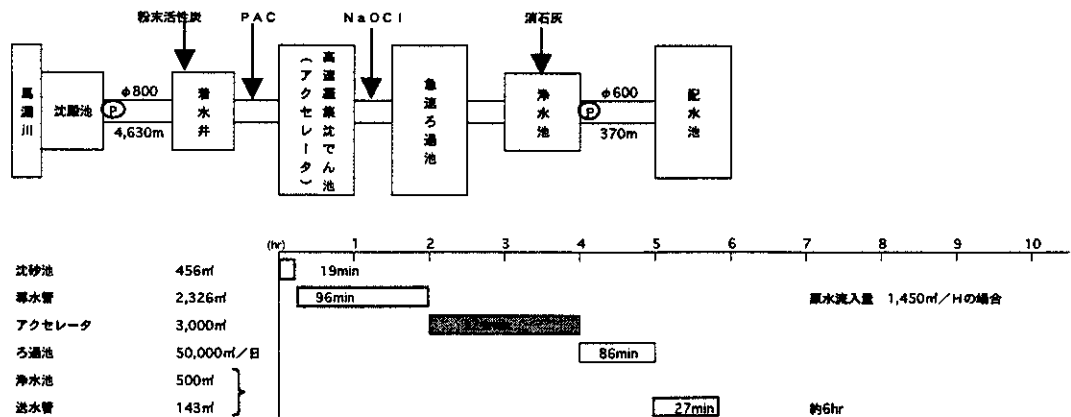 粉末活性炭
PAC
NaOCl
消石灰
沈殿池
φ800
4,630m
P
着水井
高速凝集沈でん池
(アクセレータ)
急速ろ過池
浄水池
φ600
370m
P
配水池
(hr) 1 2 3 4 5 6 7 8 9 10
沈砂池 456㎥ 19min
導水管 2,326㎥ 96min 原水流入量 1,450㎥/Hの場合
アクセレータ 3,000㎥
ろ過池 50,000㎥/日 86min
浄水池 500㎥
送水管 143㎥ 27min 約6hr